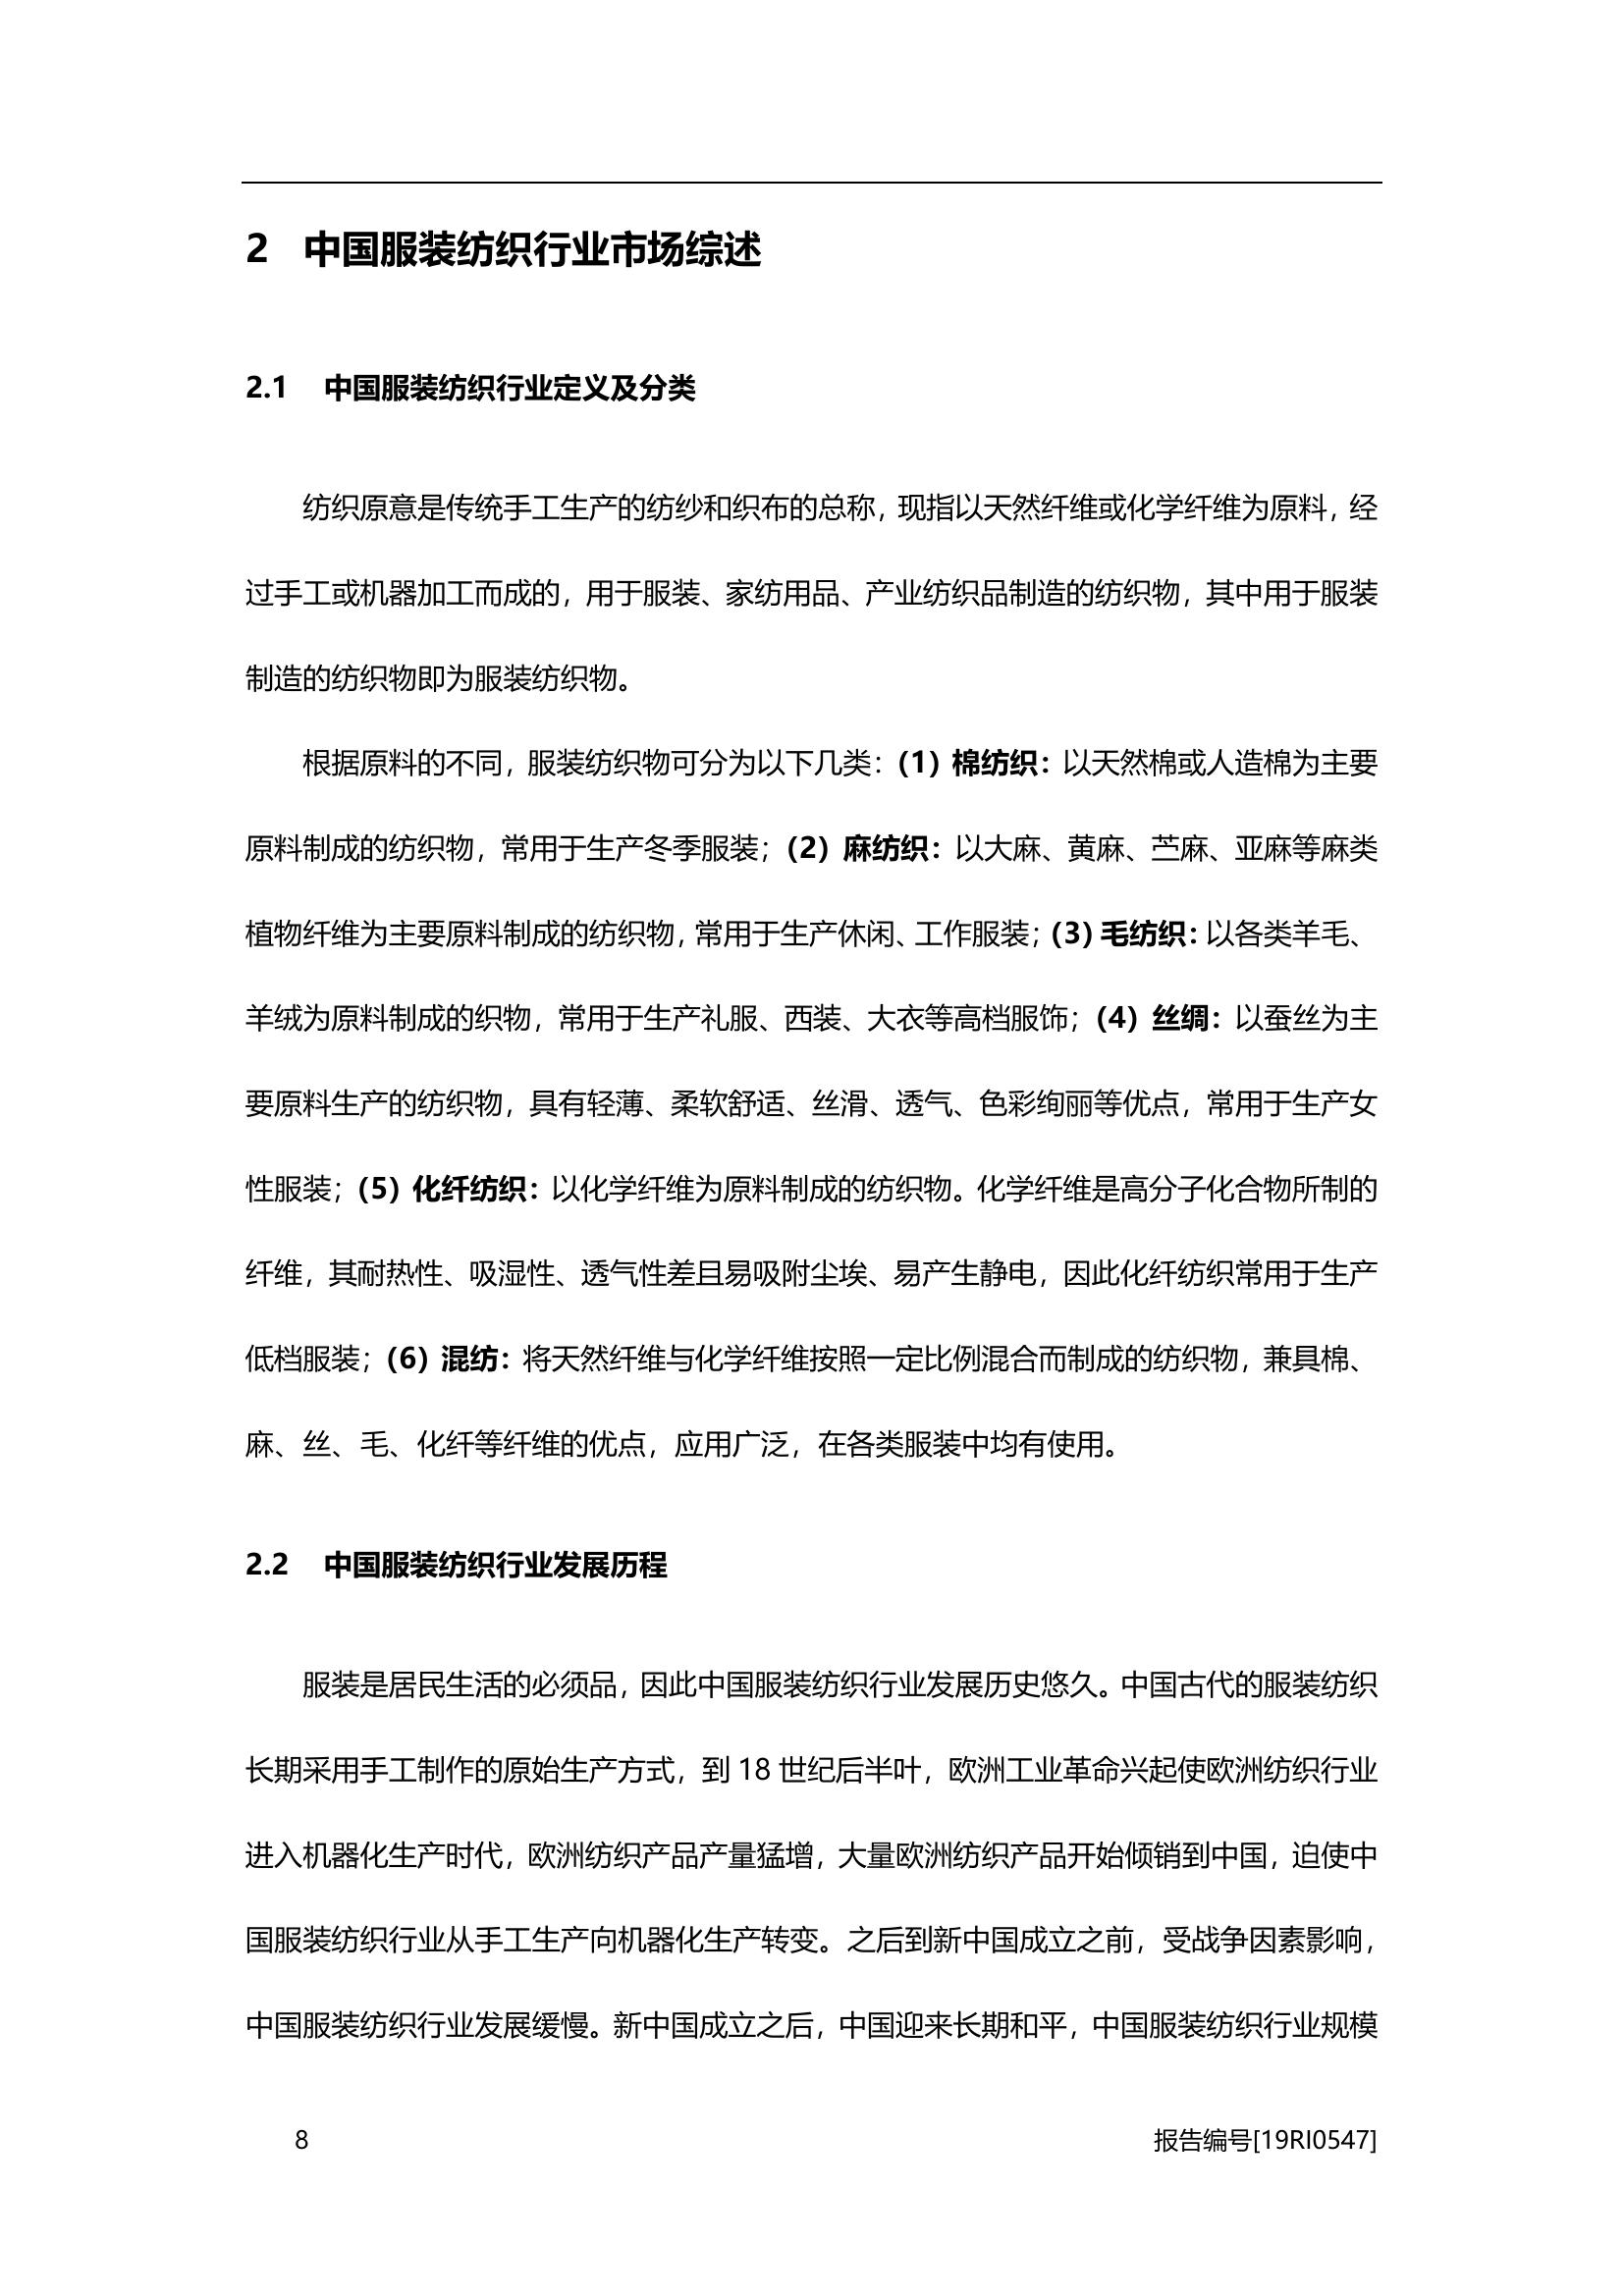 2 中国服装纺织行业市场综述
2.1 中国服装纺织行业定义及分类
纺织原意是传统手工生产的纺纱和织布的总称，现指以天然纤维或化学纤维为原料，经
过手工或机器加工而成的，用于服装、家纺用品、产业纺织品制造的纺织物，其中用于服装
制造的纺织物即为服装纺织物。
根据原料的不同，服装纺织物可分为以下几类：（1）棉纺织：以天然棉或人造棉为主要
原料制成的纺织物，常用于生产冬季服装；（2）麻纺织：以大麻、黄麻、苎麻、亚麻等麻类
植物纤维为主要原料制成的纺织物，常用于生产休闲、工作服装；（3）毛纺织：以各类羊毛、
羊绒为原料制成的织物，常用于生产礼服、西装、大衣等高档服饰；（4）丝绸：以蚕丝为主
要原料生产的纺织物，具有轻薄、柔软舒适、丝滑、透气、色彩绚丽等优点，常用于生产女
性服装；（5）化纤纺织：以化学纤维为原料制成的纺织物。化学纤维是高分子化合物所制的
纤维，其耐热性、吸湿性、透气性差且易吸附尘埃、易产生静电，因此化纤纺织常用于生产
低档服装；（6）混纺：将天然纤维与化学纤维按照一定比例混合而制成的纺织物，兼具棉、
麻、丝、毛、化纤等纤维的优点，应用广泛，在各类服装中均有使用。
2.2 中国服装纺织行业发展历程
服装是居民生活的必须品，因此中国服装纺织行业发展历史悠久。中国古代的服装纺织
长期采用手工制作的原始生产方式，到 18 世纪后半叶，欧洲工业革命兴起使欧洲纺织行业
进入机器化生产时代，欧洲纺织产品产量猛增，大量欧洲纺织产品开始倾销到中国，迫使中
国服装纺织行业从手工生产向机器化生产转变。之后到新中国成立之前，受战争因素影响，
中国服装纺织行业发展缓慢。新中国成立之后，中国迎来长期和平，中国服装纺织行业规模
8 报告编号[19RI0547]